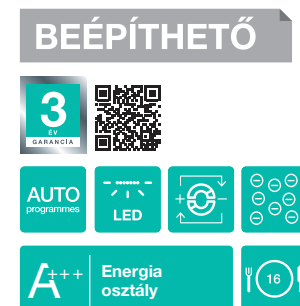 BEÉPÍTHETŐ
3
ÉV
GARANCIA
AUTO
programmes
LED
A+++
Energia
osztály
16